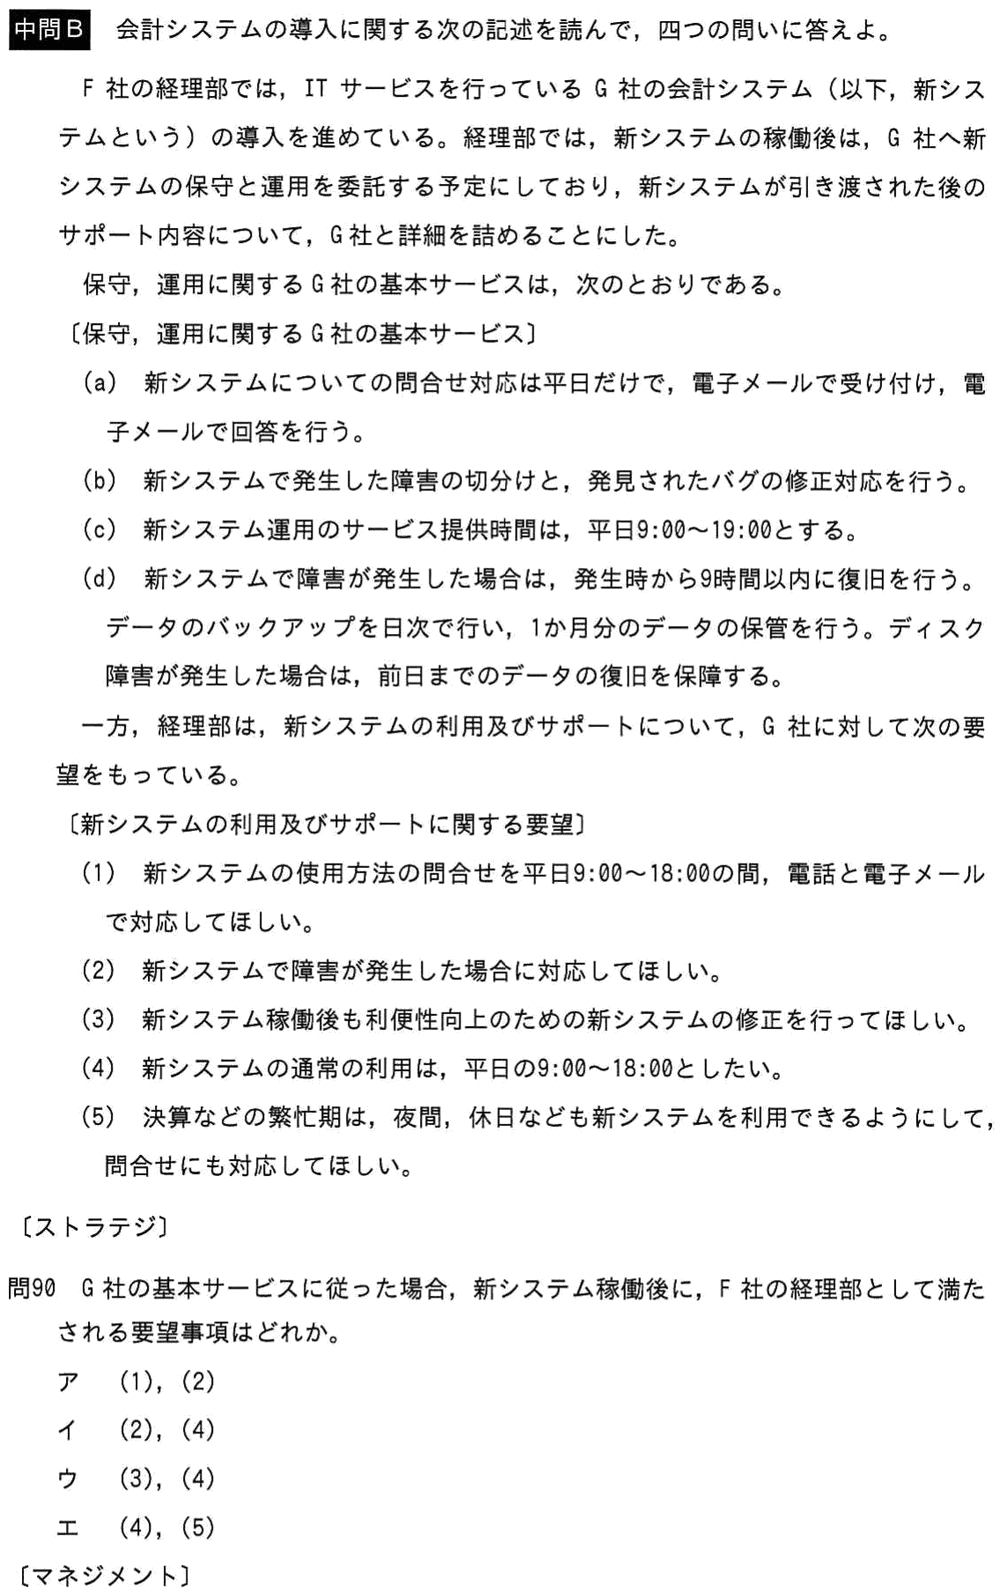 中問B 会計システムの導入に関する次の記述を読んで，四つの問いに答えよ。
F 社の経理部では，IT サービスを行っている G 社の会計システム（以下，新シス
テムという）の導入を進めている。経理部では，新システムの稼働後は，G 社へ新
システムの保守と運用を委託する予定にしており，新システムが引き渡された後の
サポート内容について，G社と詳細を詰めることにした。
保守，運用に関するG社の基本サービスは，次のとおりである。
〔保守，運用に関するG社の基本サービス〕
(a) 新システムについての問合せ対応は平日だけで，電子メールで受け付け，電
子メールで回答を行う。
(b) 新システムで発生した障害の切分けと，発見されたバグの修正対応を行う。
(c) 新システム運用のサービス提供時間は，平日9:00～19:00とする。
(d) 新システムで障害が発生した場合は，発生時から9時間以内に復旧を行う。
データのバックアップを日次で行い，1か月分のデータの保管を行う。ディスク
障害が発生した場合は，前日までのデータの復旧を保障する。
一方，経理部は，新システムの利用及びサポートについて，G 社に対して次の要
望をもっている。
〔新システムの利用及びサポートに関する要望〕
(1) 新システムの使用方法の問合せを平日9:00～18:00の間，電話と電子メール
で対応してほしい。
(2) 新システムで障害が発生した場合に対応してほしい。
(3) 新システム稼働後も利便性向上のための新システムの修正を行ってほしい。
(4) 新システムの通常の利用は，平日の9:00～18:00としたい。
(5) 決算などの繁忙期は，夜間，休日なども新システムを利用できるようにして，
問合せにも対応してほしい。
〔ストラテジ〕
問90 G 社の基本サービスに従った場合，新システム稼働後に，F 社の経理部として満た
される要望事項はどれか。
ア (1)，(2)
イ (2)，(4)
ウ (3)，(4)
エ (4)，(5)
〔マネジメント〕